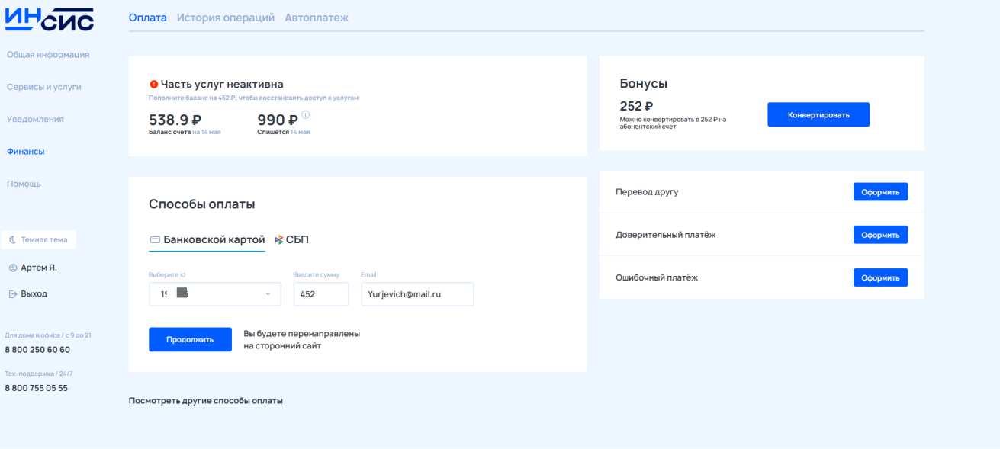 ИНСИС
Оплата История операций Автоплатеж
Общая информация
Сервисы и услуги
Уведомления
Финансы
Помощь
Темная тема
Артем Я.
Выход
Для дома и офиса / с 9 до 21
8 800 250 60 60
Тех. поддержка / 24/7
8 800 755 05 55
Часть услуг неактивна
Пополните баланс на 452 ₽, чтобы восстановить доступ к услугам
538.9 ₽ 990 ₽
Баланс счета на 14 мая Спишется 14 мая
Способы оплаты
Банковской картой СБП
Выберите id Введите сумму Email
452 Yurjevich@mail.ru
Продолжить
Вы будете перенаправлены
на сторонний сайт
Посмотреть другие способы оплаты
Бонусы
252 ₽
Можно конвертировать в 252 ₽ на
абонентский счет
Конвертировать
Перевод другу Оформить
Доверительный платёж Оформить
Ошибочный платёж Оформить